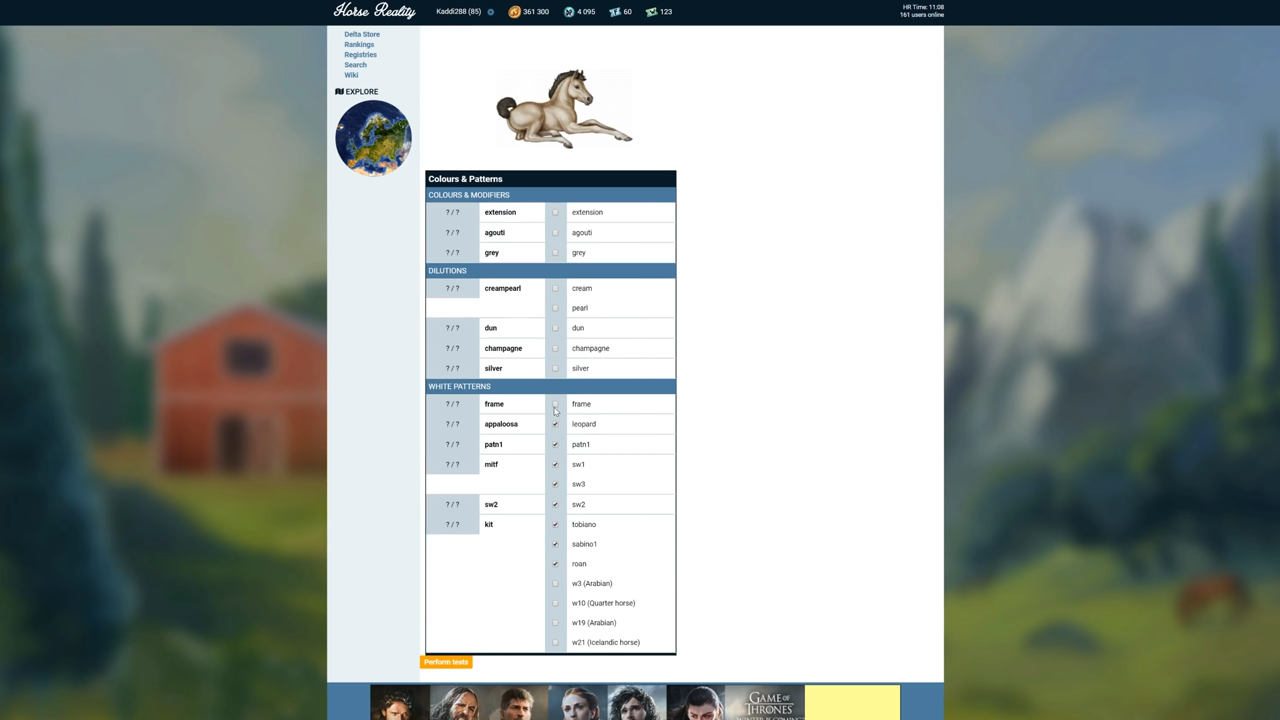 Horse Reality
Kaddi288 (85) 361 300 4 095 60 123
HR Time: 11:08
161 users online
Delta Store
Rankings
Registries
Search
Wiki
EXPLORE
Colours & Patterns
COLOURS & MODIFIERS
? / ? extension extension
? / ? agouti agouti
? / ? grey grey
DILUTIONS
? / ? creampearl cream
pearl
? / ? dun dun
? / ? champagne champagne
? / ? silver silver
WHITE PATTERNS
? / ? frame frame
? / ? appaloosa leopard
? / ? patn1 patn1
? / ? mitf sw1
sw3
? / ? sw2 sw2
? / ? kit tobiano
sabino1
roan
w3 (Arabian)
w10 (Quarter horse)
w19 (Arabian)
w21 (Icelandic horse)
Perform tests
GAME OF
THRONES
WINTER IS COMING